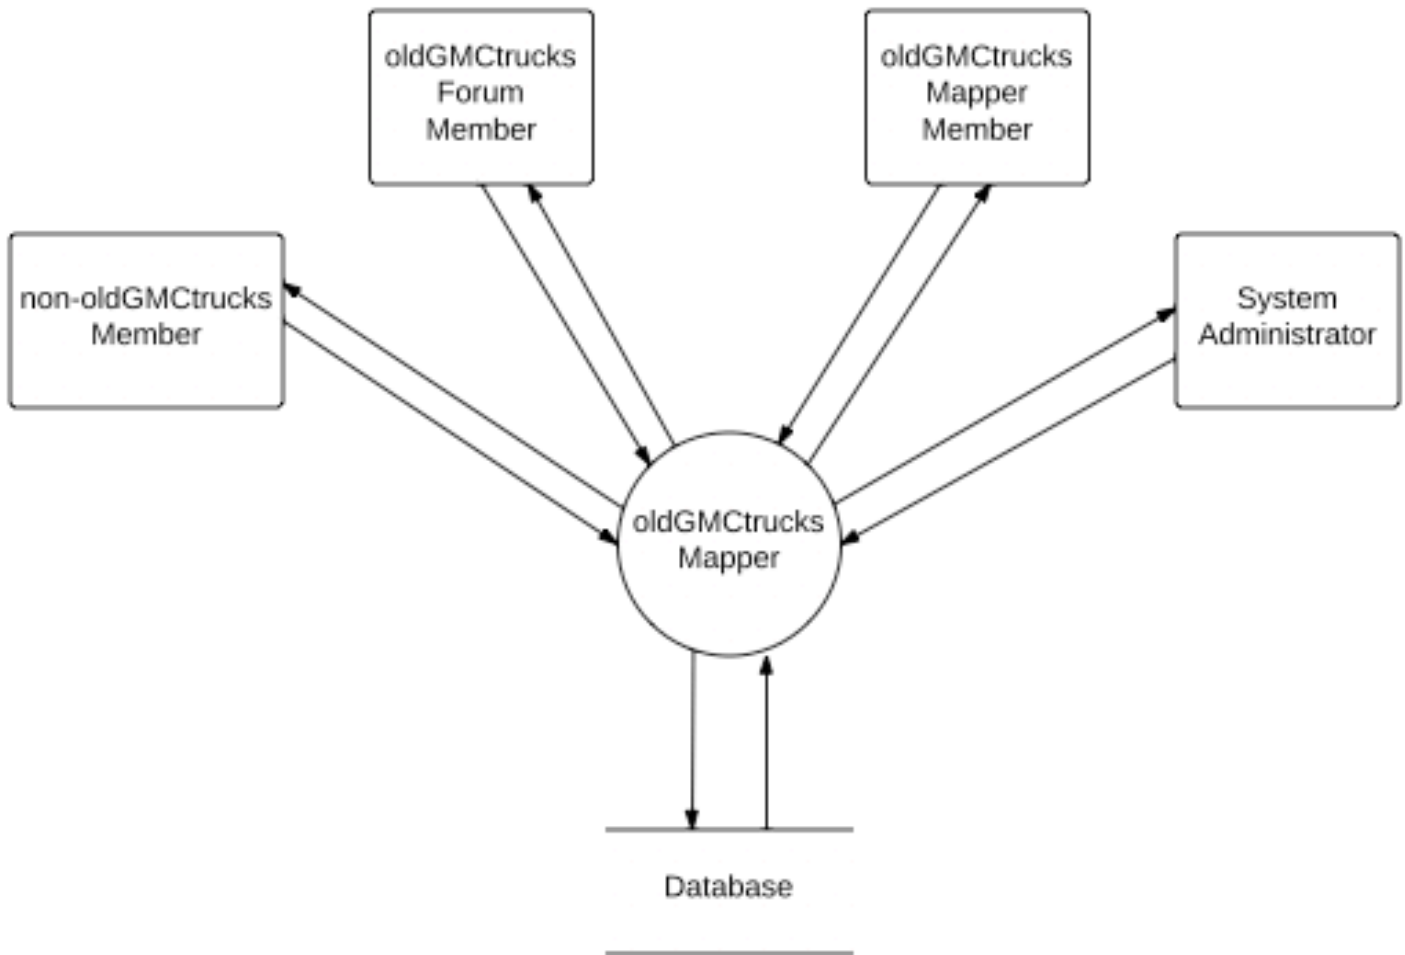 oldGMCtrucks
Forum
Member
oldGMCtrucks
Mapper
Member
non-oldGMCtrucks
Member
System
Administrator
oldGMCtrucks
Mapper
Database